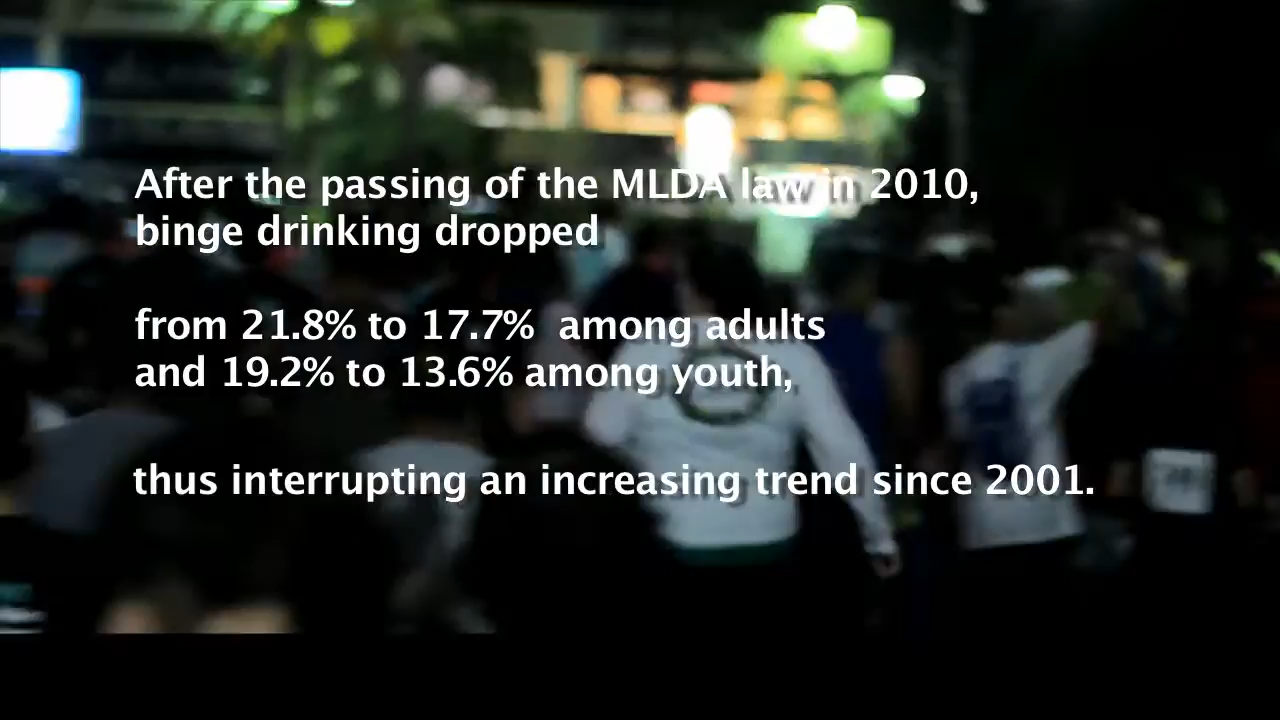 After the passing of the MLDA law in 2010,
binge drinking dropped
from 21.8% to 17.7% among adults
and 19.2% to 13.6% among youth,
thus interrupting an increasing trend since 2001.